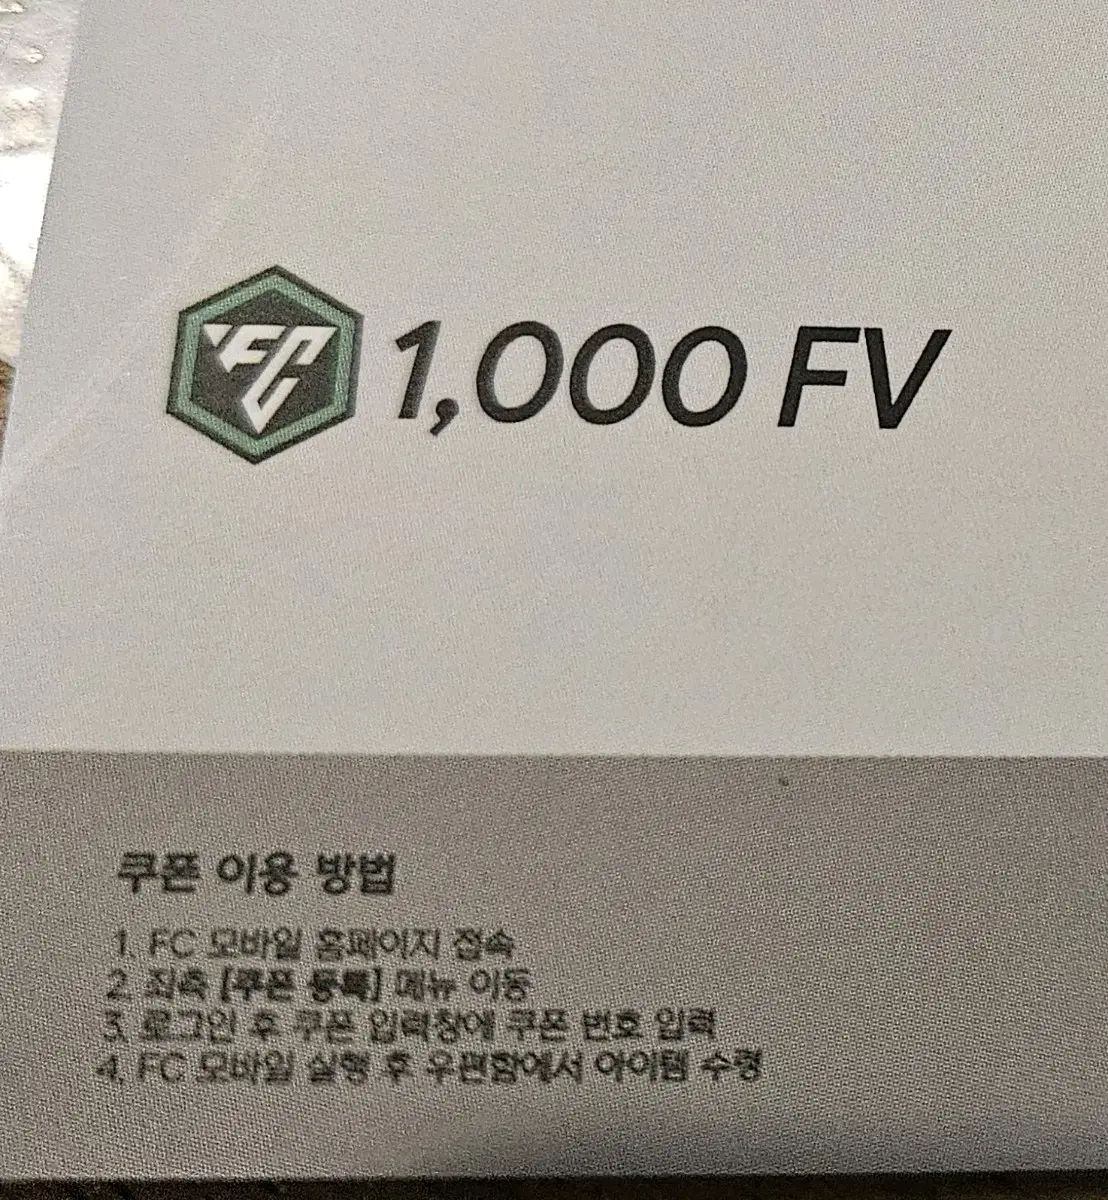 FC 1,000 FV
쿠폰 이용 방법
1. FC 모바일 홈페이지 접속
2. 좌측 [쿠폰 등록] 메뉴 이동
3. 로그인 후 쿠폰 입력창에 쿠폰 번호 입력
4. FC 모바일 실행 후 우편함에서 아이템 수령